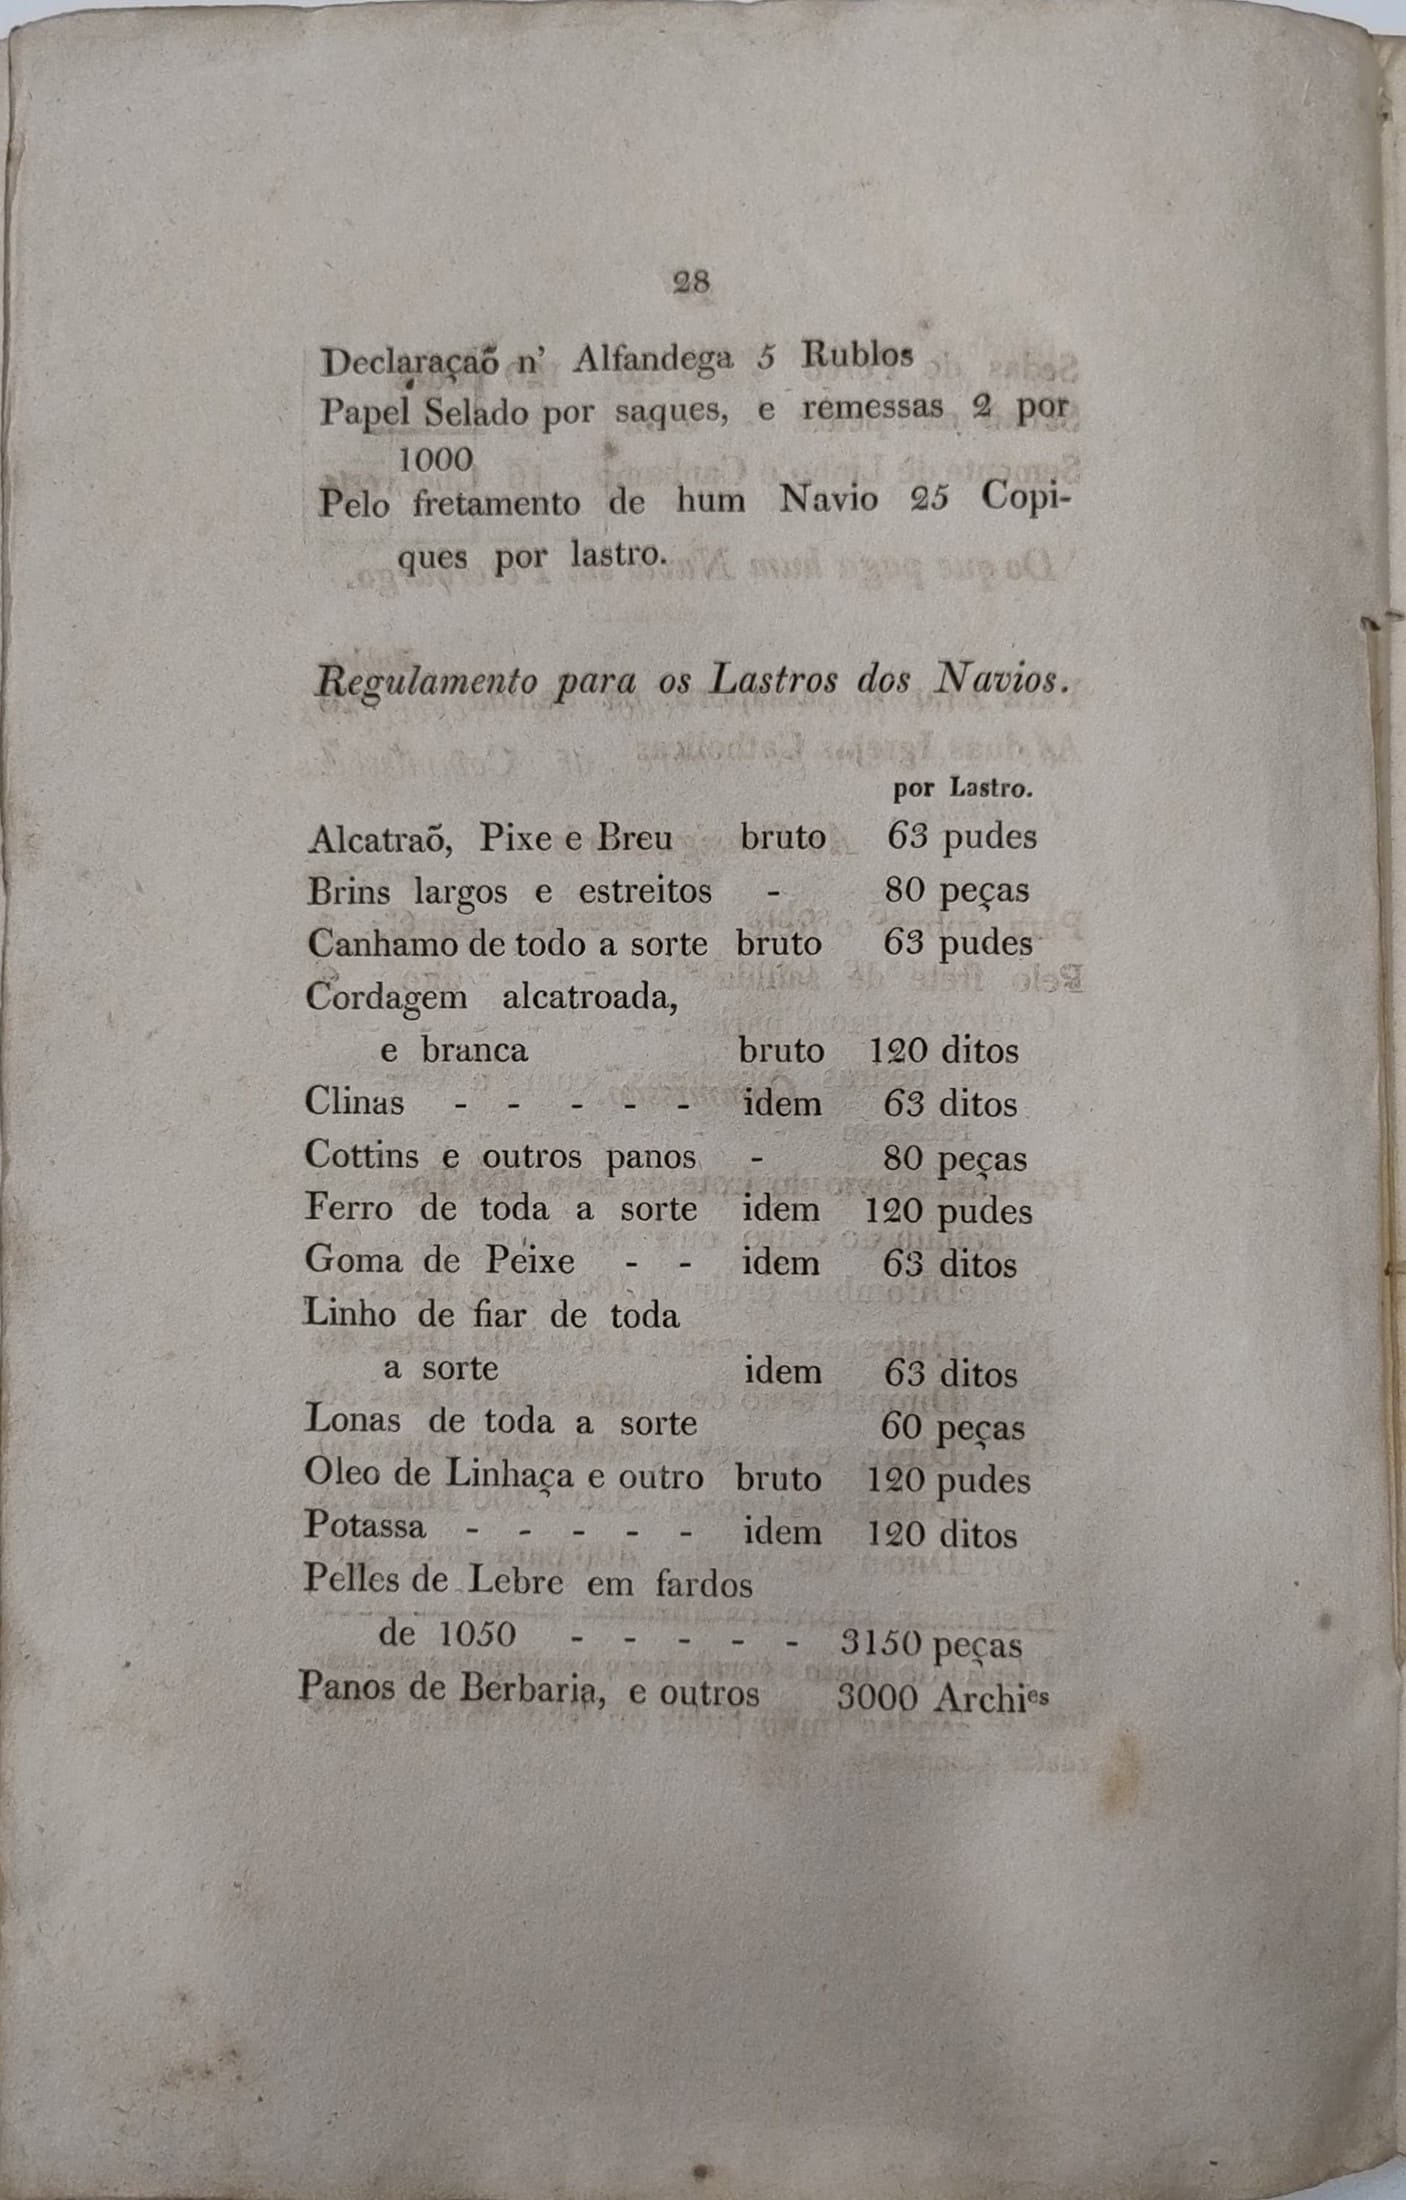 28
Declaraçaõ n' Alfandega 5 Rublos
Papel Selado por saques, e remessas 2 por
1000
Pelo fretamento de hum Navio 25 Copi-
ques por lastro.
Regulamento para os Lastros dos Navios.
por Lastro.
Alcatraõ, Pixe e Breu bruto 63 pudes
Brins largos e estreitos - 80 peças
Canhamo de todo a sorte bruto 63 pudes
Cordagem alcatroada,
e branca bruto 120 ditos
Clinas - - - - - idem 63 ditos
Cottins e outros panos - 80 peças
Ferro de toda a sorte idem 120 pudes
Goma de Peixe - - idem 63 ditos
Linho de fiar de toda
a sorte idem 63 ditos
Lonas de toda a sorte 60 peças
Oleo de Linhaça e outro bruto 120 pudes
Potassa - - - - - idem 120 ditos
Pelles de Lebre em fardos
de 1050 - - - - - 3150 peças
Panos de Berbaria, e outros 3000 Archies